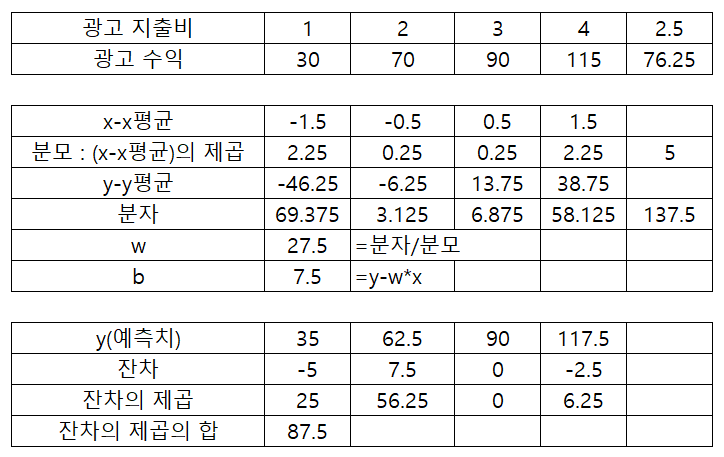 광고 지출비 1 2 3 4 2.5
광고 수익 30 70 90 115 76.25
x-x평균 -1.5 -0.5 0.5 1.5
분모 : (x-x평균)의 제곱 2.25 0.25 0.25 2.25 5
y-y평균 -46.25 -6.25 13.75 38.75
분자 69.375 3.125 6.875 58.125 137.5
w 27.5 =분자/분모
b 7.5 =y-w*x
y(예측치) 35 62.5 90 117.5
잔차 -5 7.5 0 -2.5
잔차의 제곱 25 56.25 0 6.25
잔차의 제곱의 합 87.5